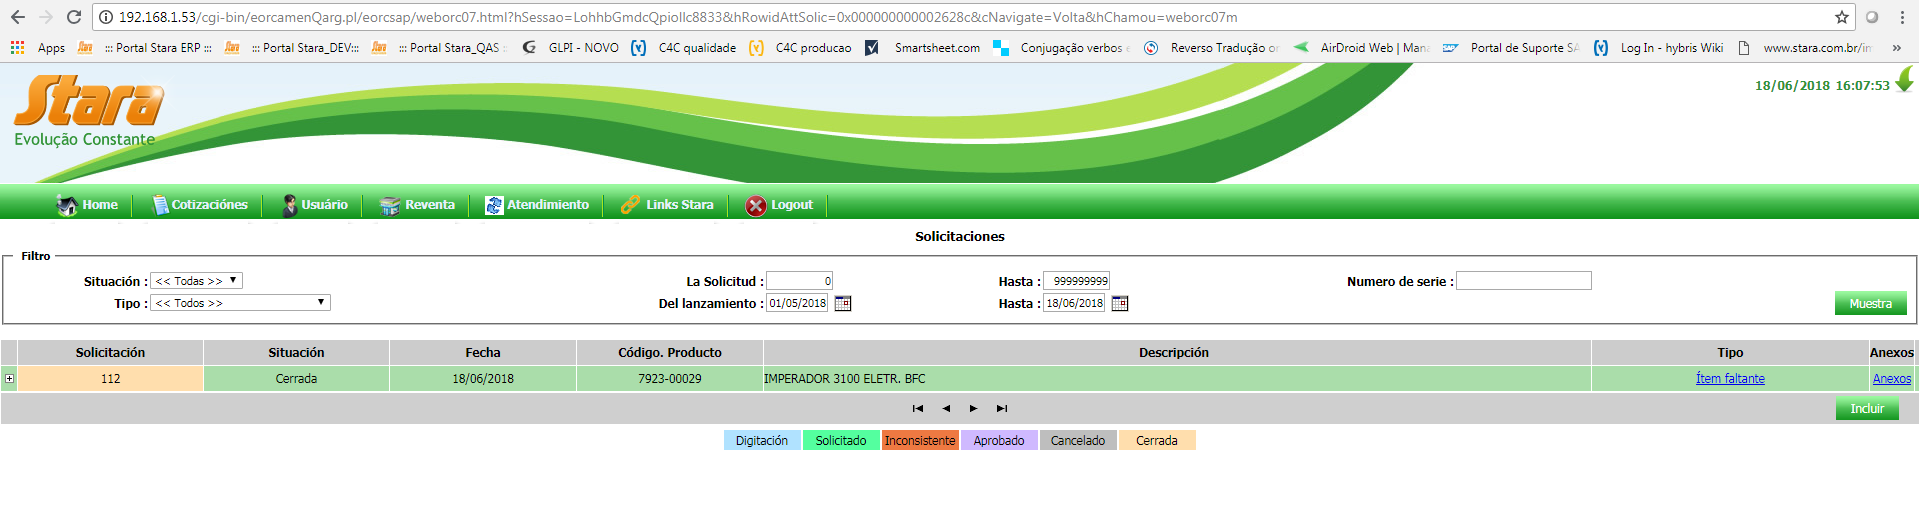 192.168.1.53/cgi-bin/eorcamenQarg.pl/eorcsap/weborc07.html?hSessao=LohhbGmdcQpiollc8833&hRowidAttSolic=0x000000000002628c&cNavigate=Volta&hChamou=weborc07m
Apps ::: Portal Stara ERP ::: ::: Portal Stara_DEV::: ::: Portal Stara_QAS : GLPI - NOVO C4C qualidade C4C producao Smartsheet.com Conjugação verbos e Reverso Tradução or AirDroid Web | Mana Portal de Suporte SA Log In - hybris Wiki www.stara.com.br/in »
Stara
Evolução Constante
18/06/2018 16:07:53
Home Cotizaciónes Usuário Reventa Atendimiento Links Stara Logout
Solicitaciones
Filtro
Situación : << Todas >> La Solicitud : 0 Hasta : 999999999 Numero de serie :
Tipo : << Todos >> Del lanzamiento : 01/05/2018 Hasta : 18/06/2018 Muestra
Solicitación Situación Fecha Código. Producto Descripción Tipo Anexos
112 Cerrada 18/06/2018 7923-00029 IMPERADOR 3100 ELETR. BFC Ítem faltante Anexos
Incluir
Digitación Solicitado Inconsistente Aprobado Cancelado Cerrada